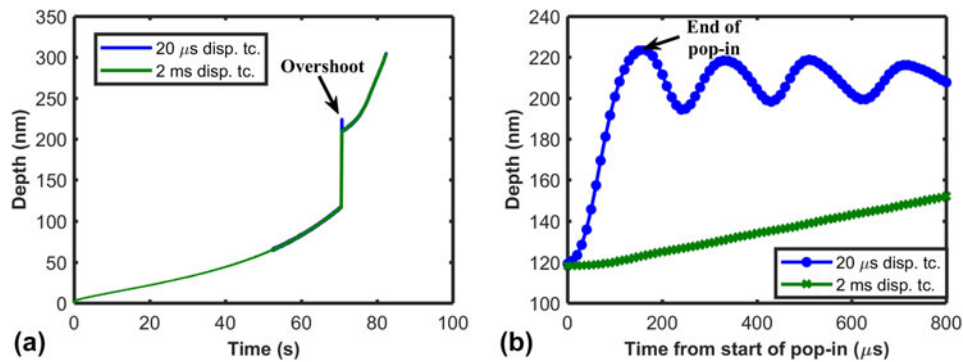 350
300
250
200
150
100
50
0
Depth (nm)
20 μs disp. tc.
2 ms disp. tc.
Overshoot
0 20 40 60 80 100
Time (s)
(a)
240
220
200
180
160
140
120
100
Depth (nm)
End of
pop-in
20 μs disp. tc.
2 ms disp. tc.
0 200 400 600 800
Time from start of pop-in (μs)
(b)